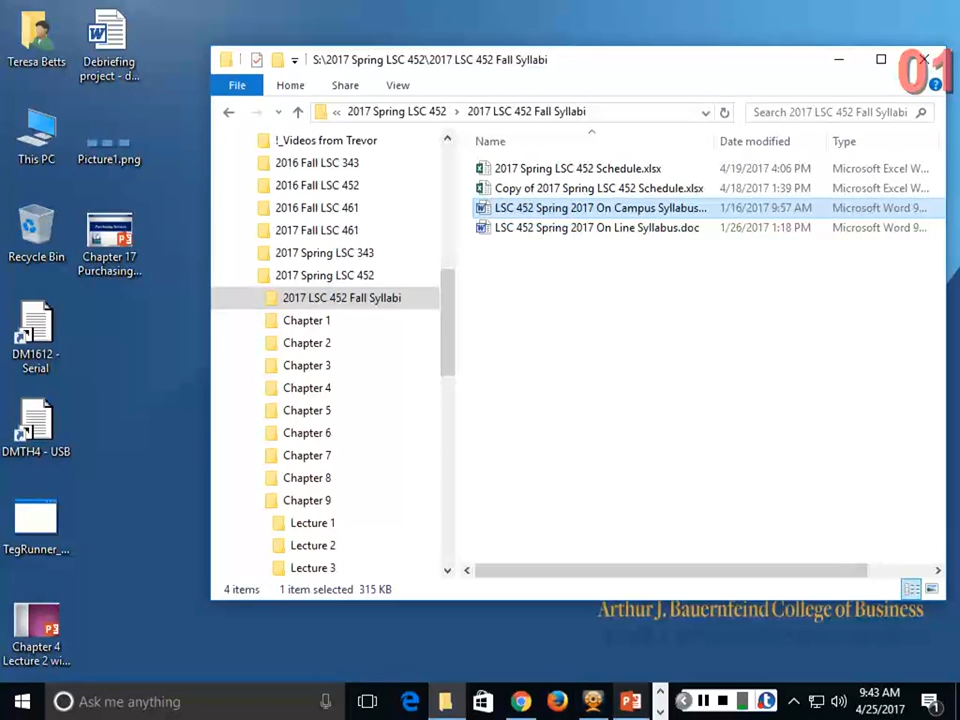 Teresa Betts
Debriefing
project - d...
This PC
Picture1.png
Recycle Bin
Chapter 17
Purchasing...
DM1612 -
Serial
DMTH4 - USB
TegRunner_...
Chapter 4
Lecture 2 wi...
S:\2017 Spring LSC 452\2017 LSC 452 Fall Syllabi
01
File Home Share View
« 2017 Spring LSC 452 › 2017 LSC 452 Fall Syllabi
Search 2017 LSC 452 Fall Syllabi
!_Videos from Trevor
2016 Fall LSC 343
2016 Fall LSC 452
2016 Fall LSC 461
2017 Fall LSC 461
2017 Spring LSC 343
2017 Spring LSC 452
2017 LSC 452 Fall Syllabi
Chapter 1
Chapter 2
Chapter 3
Chapter 4
Chapter 5
Chapter 6
Chapter 7
Chapter 8
Chapter 9
Lecture 1
Lecture 2
Lecture 3
Name Date modified Type
2017 Spring LSC 452 Schedule.xlsx 4/19/2017 4:06 PM Microsoft Excel W...
Copy of 2017 Spring LSC 452 Schedule.xlsx 4/18/2017 1:39 PM Microsoft Excel W...
LSC 452 Spring 2017 On Campus Syllabus... 1/16/2017 9:57 AM Microsoft Word 9...
LSC 452 Spring 2017 On Line Syllabus.doc 1/26/2017 1:18 PM Microsoft Word 9...
4 items 1 item selected 315 KB
Arthur J. Bauernfeind College of Business
Ask me anything
9:43 AM
4/25/2017
1